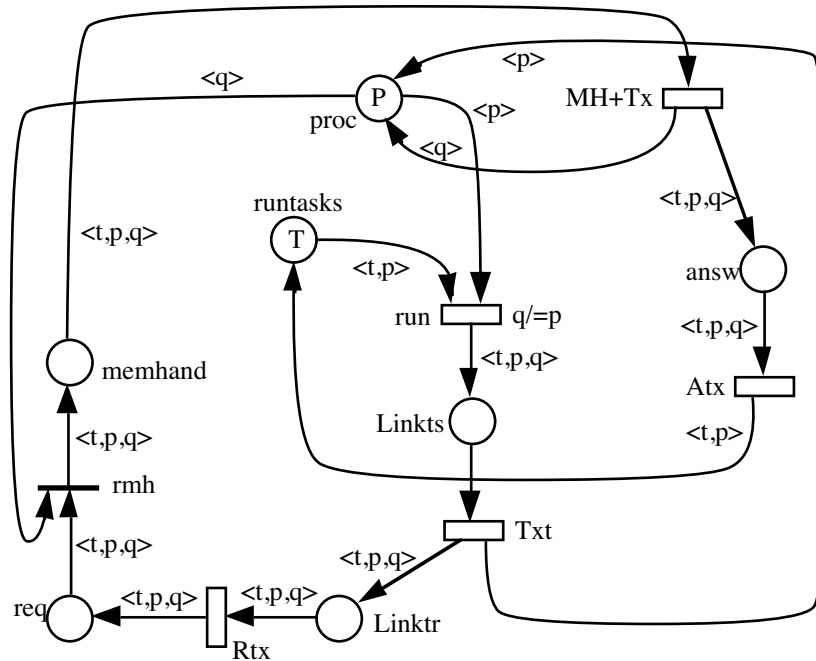 <p>
<q>
P
<p>
MH+Tx
proc
<q>
runtasks
<t,p,q>
<t,p,q>
T
<t,p>
answ
run
q/=p
<t,p,q>
<t,p,q>
memhand
Atx
Linkts
<t,p>
<t,p,q>
rmh
Txt
<t,p,q>
<t,p,q>
<t,p,q>
<t,p,q>
req
Linktr
Rtx